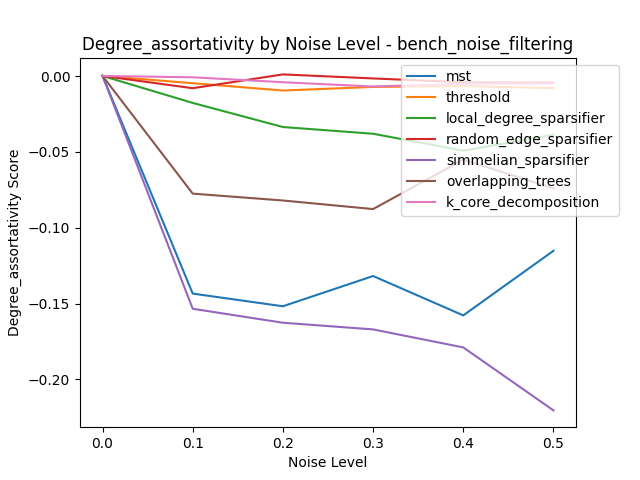 Degree_assortativity by Noise Level - bench_noise_filtering
mst
threshold
local_degree_sparsifier
random_edge_sparsifier
simmelian_sparsifier
overlapping_trees
k_core_decomposition
Degree_assortativity Score
0.00
−0.05
−0.10
−0.15
−0.20
0.0 0.1 0.2 0.3 0.4 0.5
Noise Level